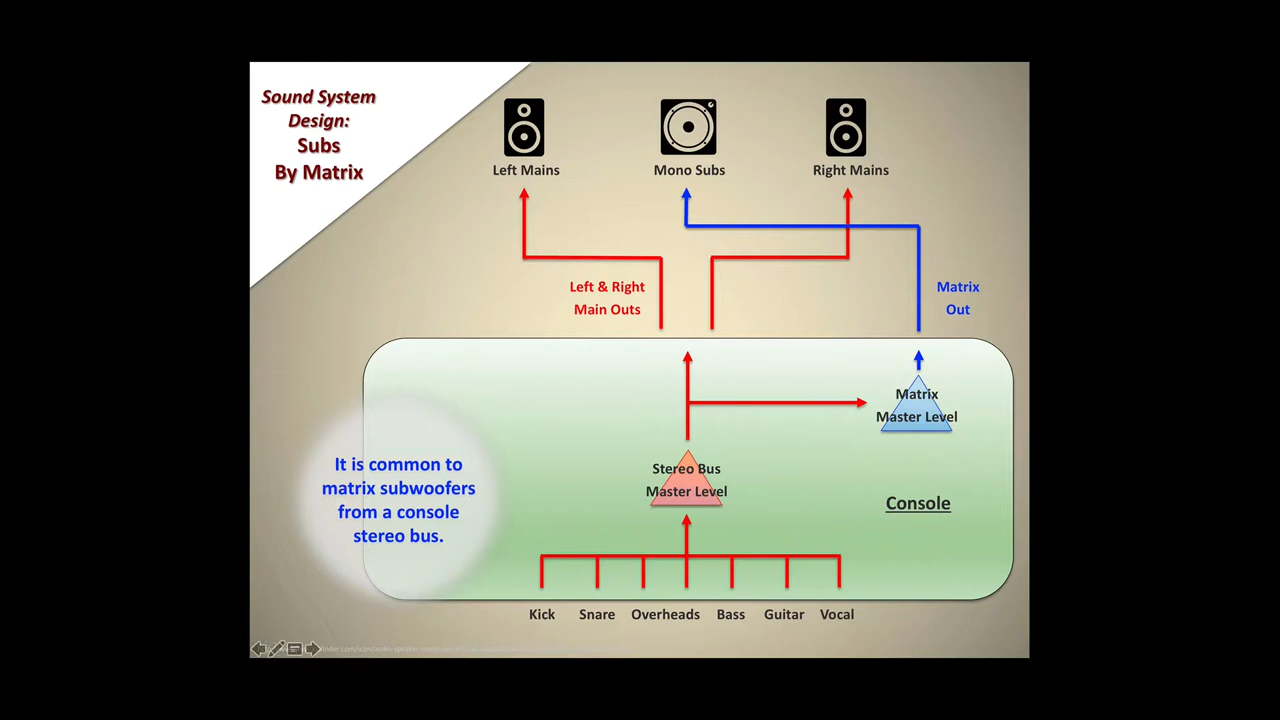 Sound System
Design:
Subs
By Matrix
Left Mains
Mono Subs
Right Mains
Left & Right
Main Outs
Matrix
Out
Matrix
Master Level
It is common to
matrix subwoofers
from a console
stereo bus.
Stereo Bus
Master Level
Console
Kick
Snare
Overheads
Bass
Guitar
Vocal